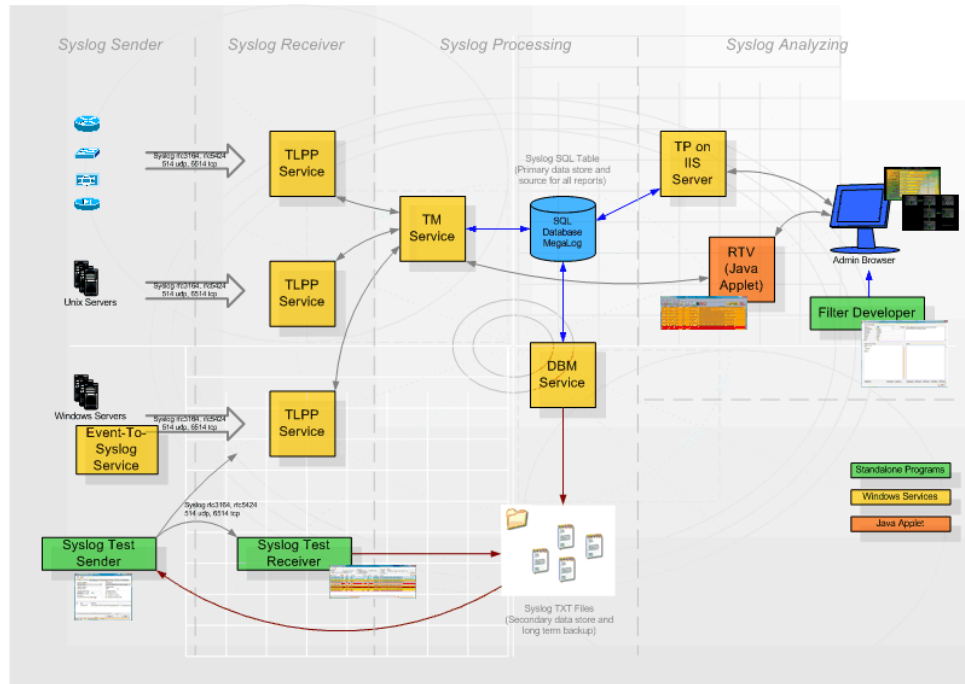 Syslog Sender
Syslog Receiver
Syslog Processing
Syslog Analyzing
Syslog rfc3164, rfc5424
514 udp, 6514 tcp
TLPP
Service
Syslog SQL Table
(Primary data store and
source for all reports)
TP on
IIS
Server
TM
Service
SQL
Database
MegaLog
RTV
(Java
Applet)
Admin Browser
Unix Servers
Syslog rfc3164, rfc5424
514 udp, 6514 tcp
TLPP
Service
Filter Developer
DBM
Service
Windows Servers
Syslog rfc3164, rfc5424
514 udp, 6514 tcp
TLPP
Service
Event-To-
Syslog
Service
Standalone Programs
Windows Services
Java Applet
Syslog rfc3164, rfc5424
514 udp, 6514 tcp
Syslog Test
Sender
Syslog Test
Receiver
Syslog TXT Files
(Secondary data store and
long term backup)